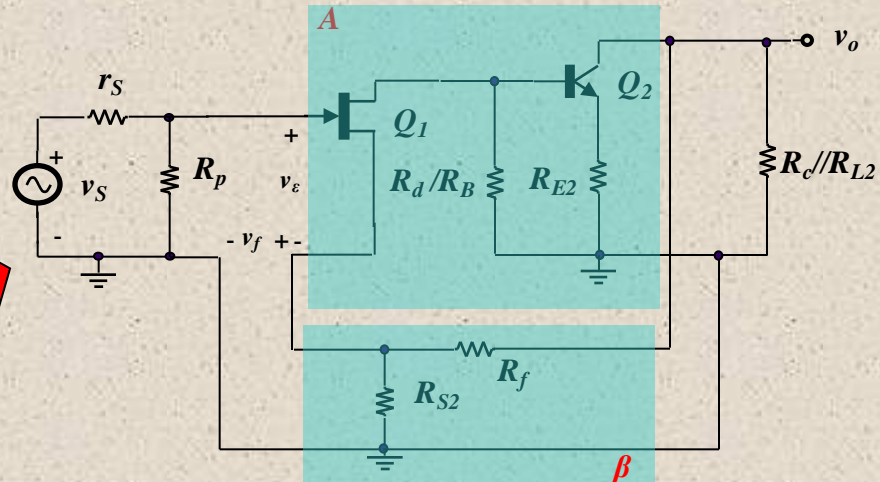 A
v_o
r_S
Q_2
+
Q_1
+
R_p
v_ε
R_d /R_B
R_E2
R_c//R_L2
v_S
-
- v_f + -
R_f
R_S2
β